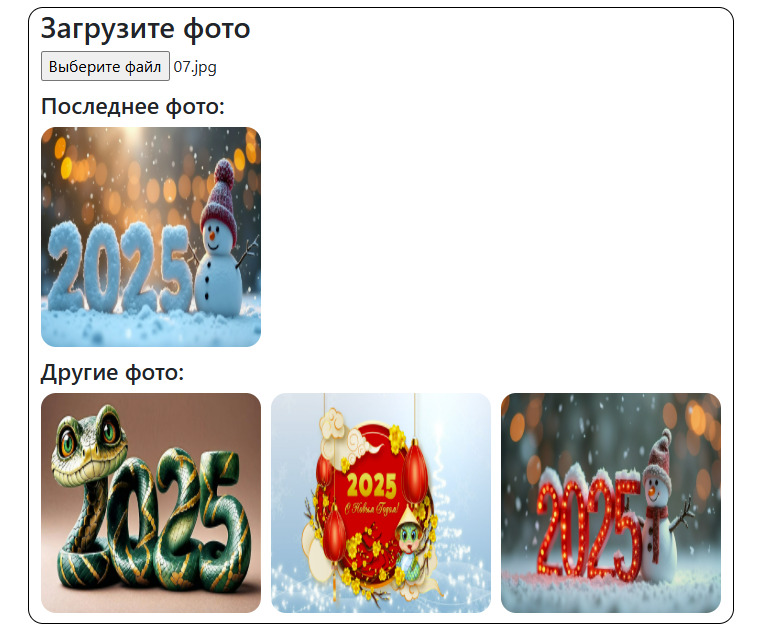 Загрузите фото
Выберите файл 07.jpg
Последнее фото:
2025
Другие фото:
2025
2025
С Новым Годом!
2025